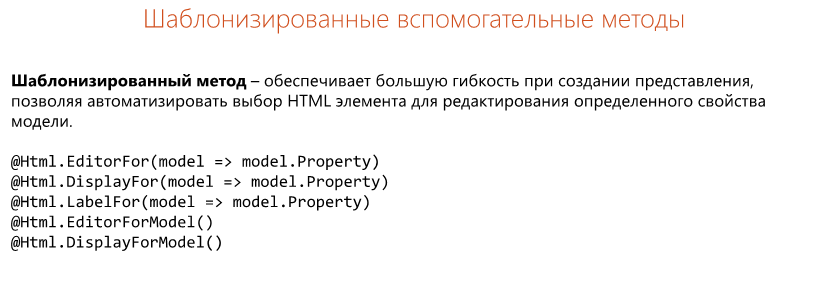 Шаблонизированные вспомогательные методы
Шаблонизированный метод – обеспечивает большую гибкость при создании представления,
позволяя автоматизировать выбор HTML элемента для редактирования определенного свойства
модели.
@Html.EditorFor(model => model.Property)
@Html.DisplayFor(model => model.Property)
@Html.LabelFor(model => model.Property)
@Html.EditorForModel()
@Html.DisplayForModel()